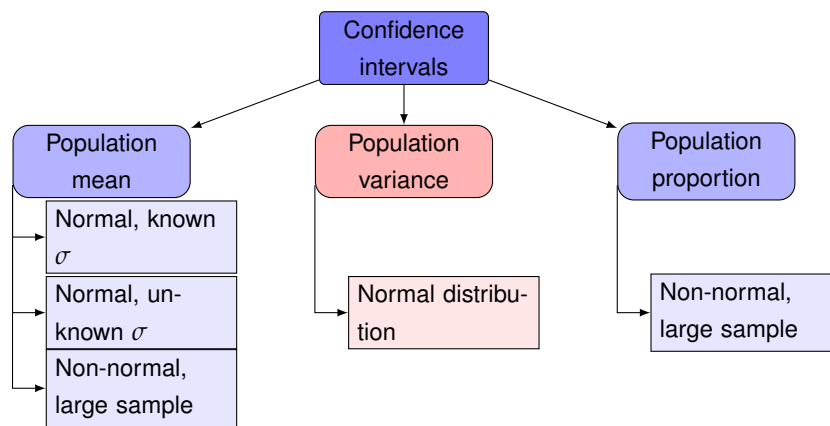 Confidence
intervals
Population
mean
Population
variance
Population
proportion
Normal, known
σ
Normal, un-
known σ
Non-normal,
large sample
Normal distribu-
tion
Non-normal,
large sample